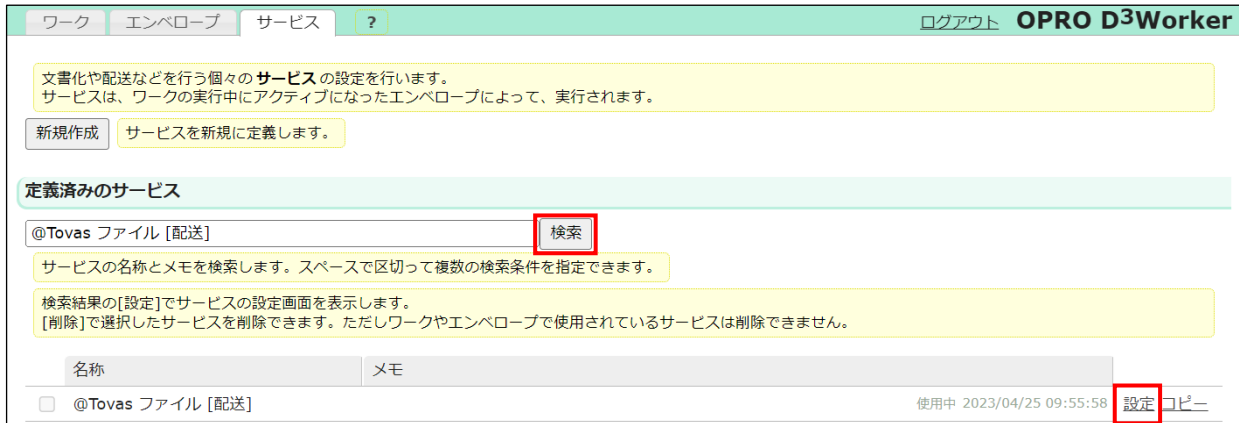 ワーク エンベロープ サービス ? ログアウト OPRO D3Worker
文書化や配送などを行う個々のサービスの設定を行います。
サービスは、ワークの実行中にアクティブになったエンベロープによって、実行されます。
新規作成 サービスを新規に定義します。
定義済みのサービス
@Tovas ファイル [配送] 検索
サービスの名称とメモを検索します。スペースで区切って複数の検索条件を指定できます。
検索結果の[設定]でサービスの設定画面を表示します。
[削除]で選択したサービスを削除できます。ただしワークやエンベロープで使用されているサービスは削除できません。
名称 メモ
@Tovas ファイル [配送] 使用中 2023/04/25 09:55:58 設定 コピー